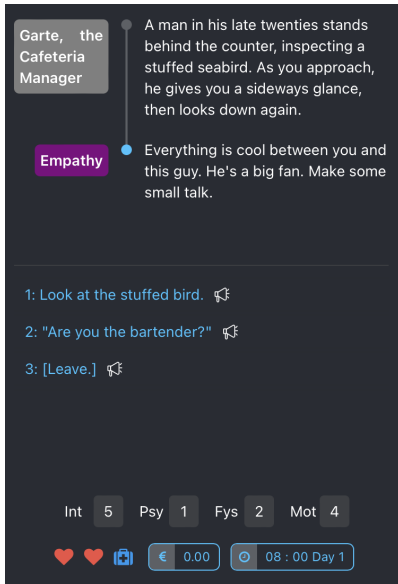 Garte, the
Cafeteria
Manager
A man in his late twenties stands
behind the counter, inspecting a
stuffed seabird. As you approach,
he gives you a sideways glance,
then looks down again.
Empathy
Everything is cool between you and
this guy. He's a big fan. Make some
small talk.
1: Look at the stuffed bird.
2: "Are you the bartender?"
3: [Leave.]
Int 5 Psy 1 Fys 2 Mot 4
€ 0.00 08 : 00 Day 1